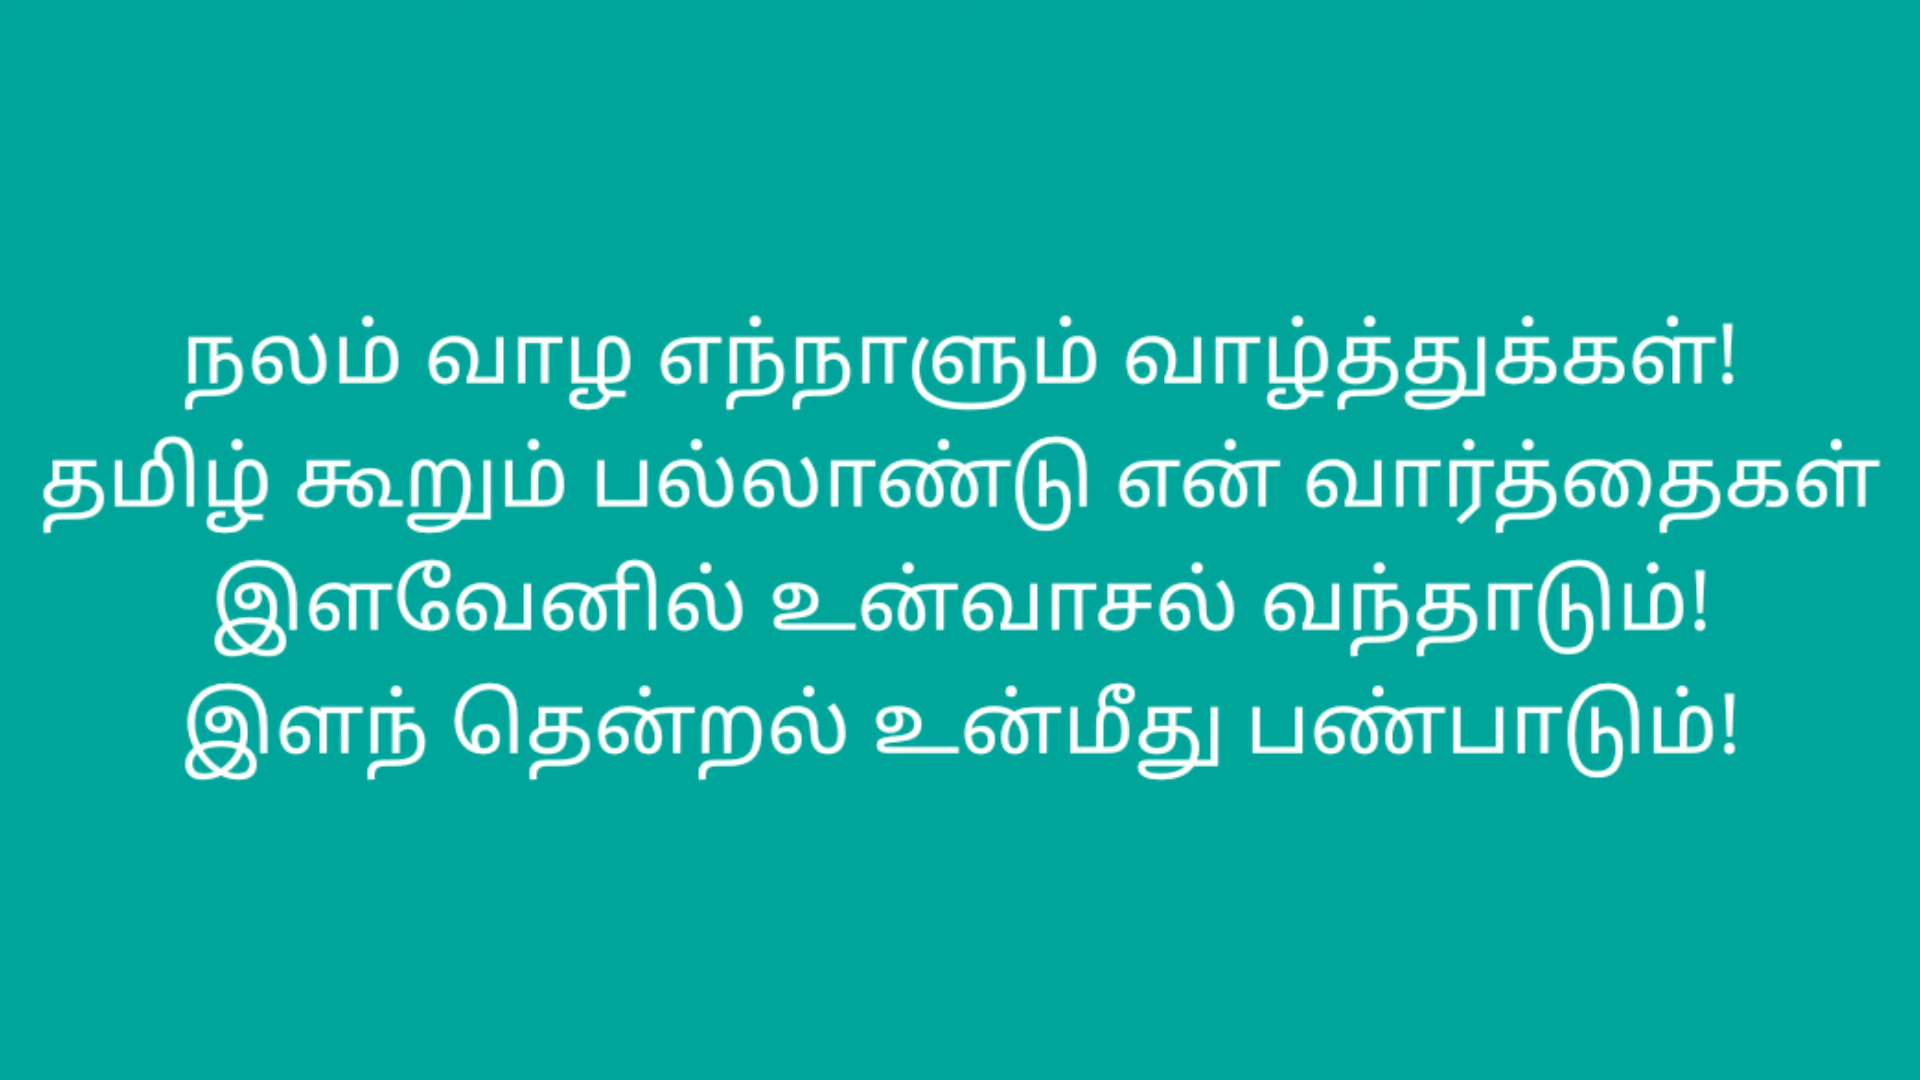 நலம் வாழ எந்நாளும் வாழ்த்துக்கள்!
தமிழ் கூறும் பல்லாண்டு என் வார்த்தைகள்
இளவேனில் உன்வாசல் வந்தாடும்!
இளந் தென்றல் உன்மீது பண்பாடும்!